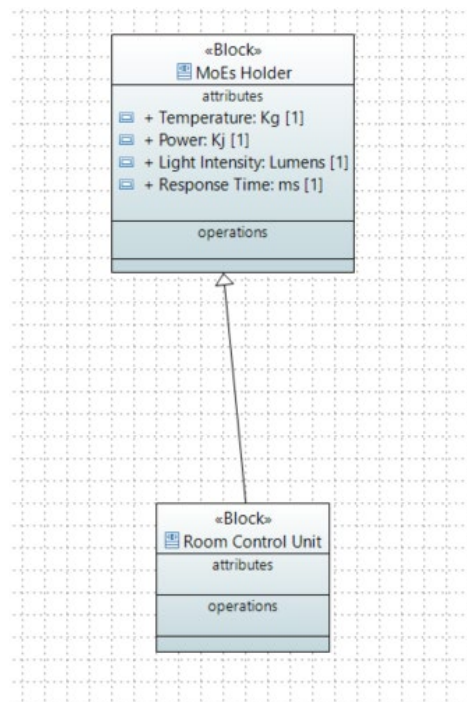 «Block»
MoEs Holder
attributes
+ Temperature: Kg [1]
+ Power: Kj [1]
+ Light Intensity: Lumens [1]
+ Response Time: ms [1]
operations
«Block»
Room Control Unit
attributes
operations